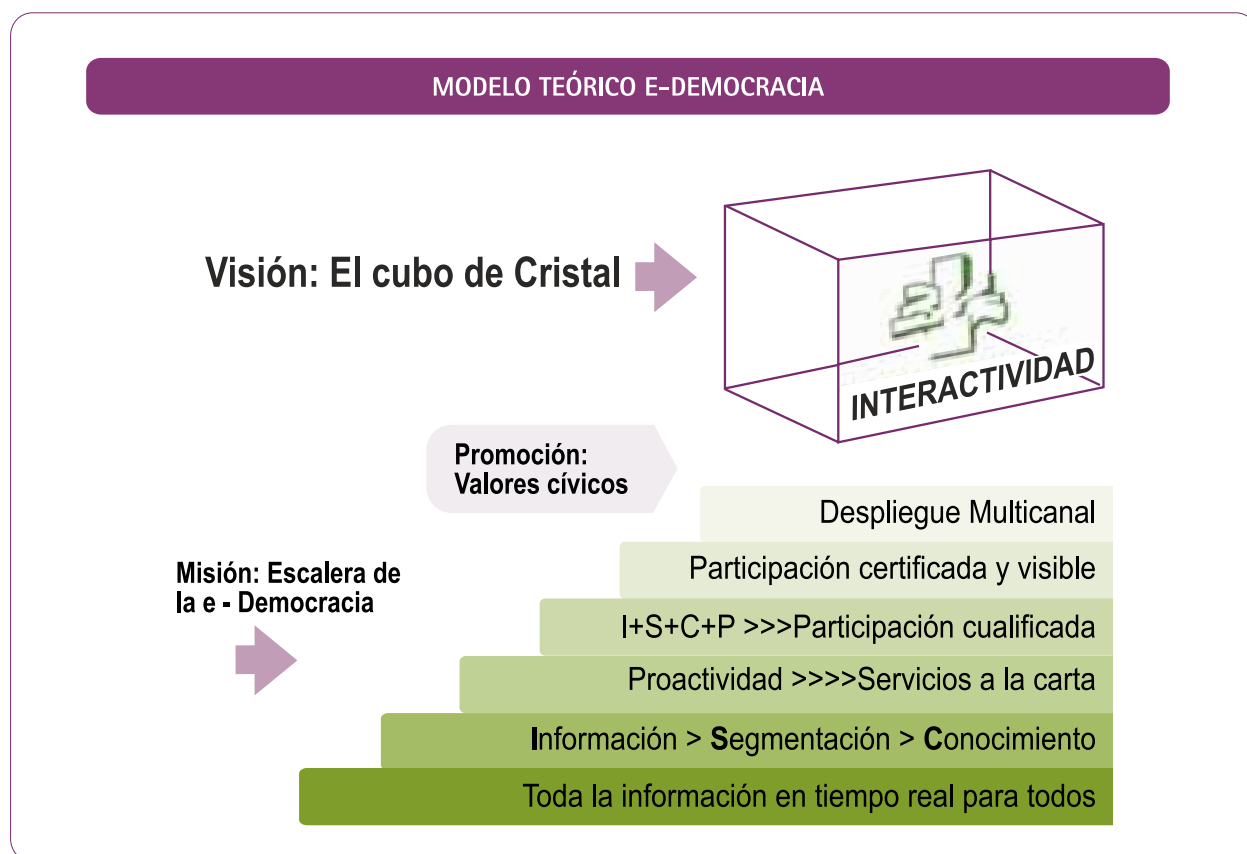 MODELO TEÓRICO E-DEMOCRACIA
Visión: El cubo de Cristal
INTERACTIVIDAD
Promoción:
Valores cívicos
Despliegue Multicanal
Misión: Escalera de
la e - Democracia
Participación certificada y visible
I+S+C+P >>>Participación cualificada
Proactividad >>>>Servicios a la carta
Información > Segmentación > Conocimiento
Toda la información en tiempo real para todos